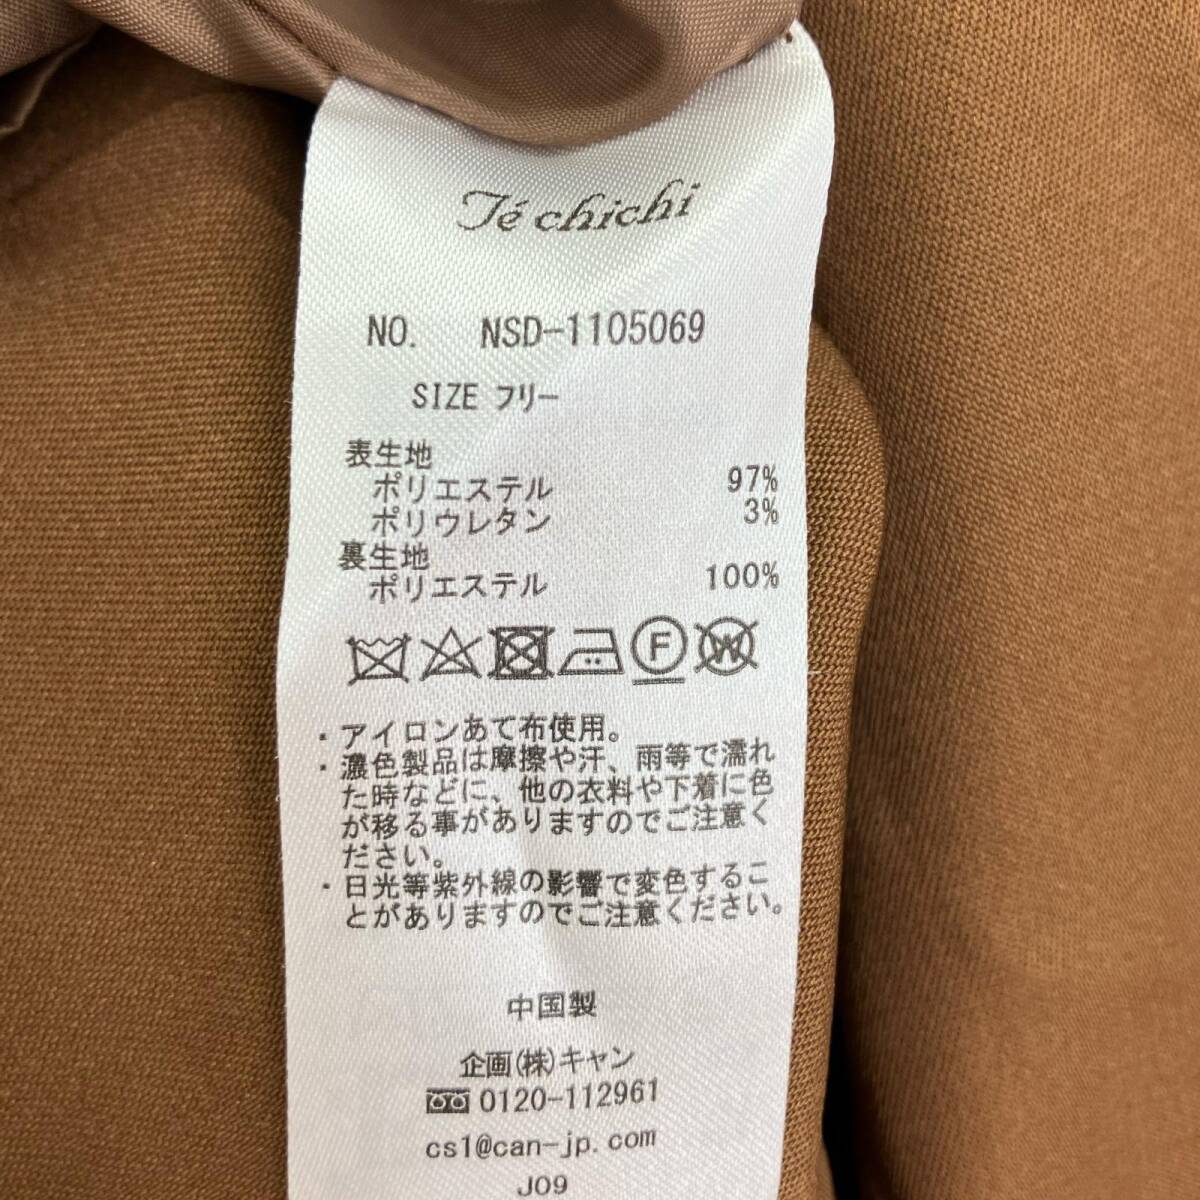 Té chichi
NO. NSD-1105069
SIZE フリー
表生地
ポリエステル 97%
ポリウレタン 3%
裏生地
ポリエステル 100%
F W
・アイロンあて布使用。
・濃色製品は摩擦や汗、雨等で濡れ
た時などに、他の衣料や下着に色
が移る事がありますのでご注意く
ださい。
・日光等紫外線の影響で変色するこ
とがありますのでご注意ください。
中国製
企画(株)キャン
0120-112961
cs1@can-jp.com
J09